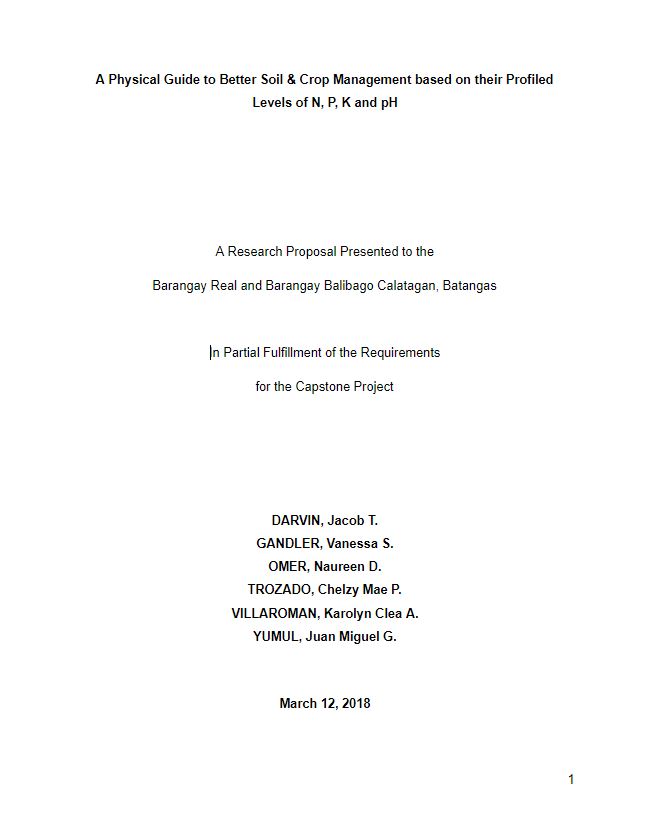 A Physical Guide to Better Soil & Crop Management based on their Profiled
Levels of N, P, K and pH
A Research Proposal Presented to the
Barangay Real and Barangay Balibago Calatagan, Batangas
In Partial Fulfillment of the Requirements
for the Capstone Project
DARVIN, Jacob T.
GANDLER, Vanessa S.
OMER, Naureen D.
TROZADO, Chelzy Mae P.
VILLAROMAN, Karolyn Clea A.
YUMUL, Juan Miguel G.
March 12, 2018
1